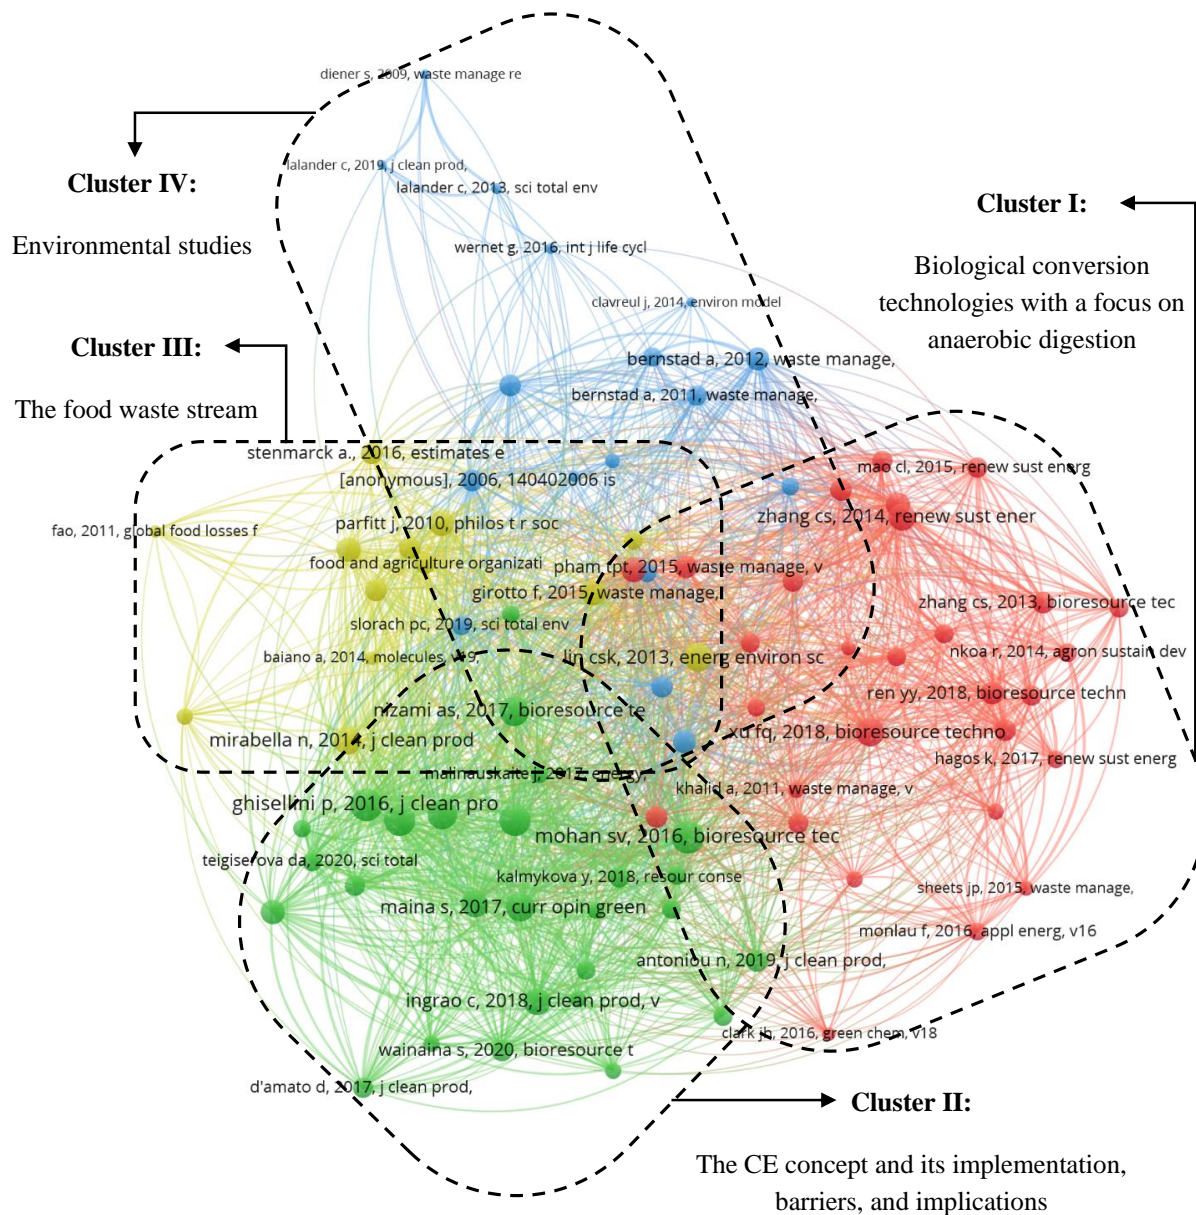 diener s, 2009, waste manage re
lalander c, 2019, j clean prod,
lalander c, 2013, sci total env
Cluster IV:
Environmental studies
wernet g, 2016, int j life cycl
Cluster I:
Biological conversion
technologies with a focus on
anaerobic digestion
clavreul j, 2014, environ model
Cluster III:
The food waste stream
bernstad a, 2012, waste manage,
bernstad a, 2011, waste manage,
stenmarck a., 2016, estimates e
[anonymous], 2006, 140402006 is
mao cl, 2015, renew sust energ
zhang cs, 2014, renew sust ener
fao, 2011, global food losses f
parfitt j, 2010, philos t r soc
food and agriculture organizati
pham tpt, 2015, waste manage, v
girotto f, 2015, waste manage,
zhang cs, 2013, bioresource tec
slorach pc, 2019, sci total env
nkoa r, 2014, agron sustain dev
baiano a, 2014, molecules, v19,
lin csk, 2013, energ environ sc
ren yy, 2018, bioresource techn
nizami as, 2017, bioresource te
xu fq, 2018, bioresource techno
mirabella n, 2014, j clean prod
hagos k, 2017, renew sust energ
malinauskaite j, 2017, energy,
khalid a, 2011, waste manage, v
ghisellini p, 2016, j clean pro
mohan sv, 2016, bioresource tec
teigiserova da, 2020, sci total
kalmykova y, 2018, resour conse
sheets jp, 2015, waste manage,
maina s, 2017, curr opin green
monlau f, 2016, appl energ, v16
antoniou n, 2019, j clean prod,
ingrao c, 2018, j clean prod, v
clark jh, 2016, green chem, v18
wainaina s, 2020, bioresource t
d'amato d, 2017, j clean prod,
Cluster II:
The CE concept and its implementation,
barriers, and implications